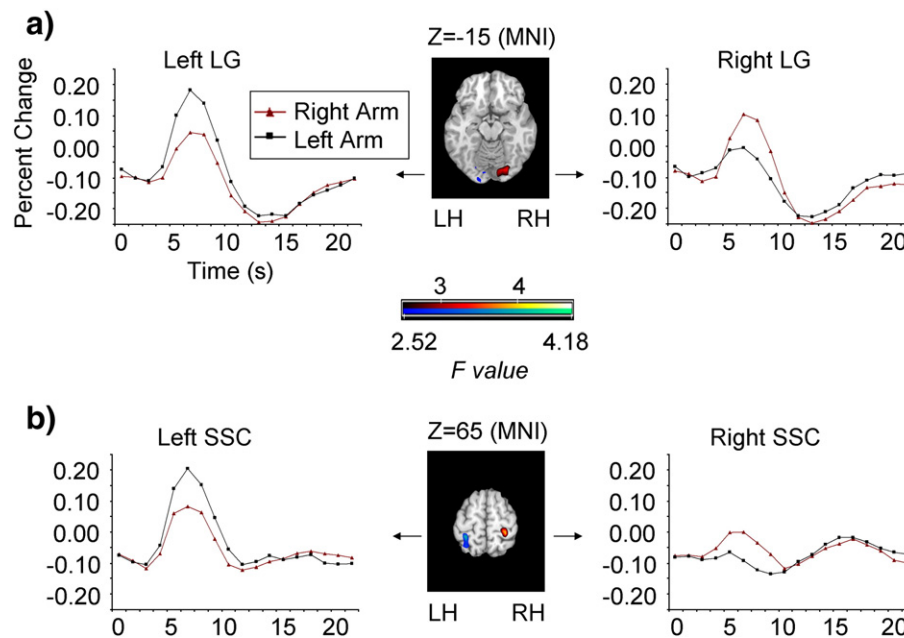 a)
Z=-15 (MNI)
Left LG
Right LG
Percent Change
0.20
0.10
0.00
-0.10
-0.20
Right Arm
Left Arm
0.20
0.10
0.00
-0.10
-0.20
LH RH
0 5 10 15 20
0 5 10 15 20
Time (s)
3 4
2.52 4.18
F value
b)
Left SSC
Z=65 (MNI)
Right SSC
0.20
0.10
0.00
-0.10
-0.20
0.20
0.10
0.00
-0.10
-0.20
LH RH
0 5 10 15 20
0 5 10 15 20